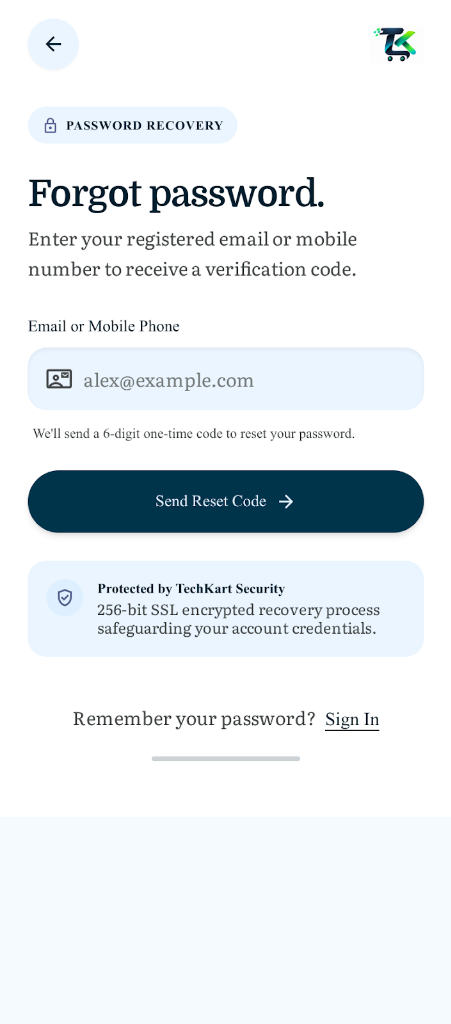 TK
PASSWORD RECOVERY
Forgot password.
Enter your registered email or mobile
number to receive a verification code.
Email or Mobile Phone
alex@example.com
We'll send a 6-digit one-time code to reset your password.
Send Reset Code
Protected by TechKart Security
256-bit SSL encrypted recovery process
safeguarding your account credentials.
Remember your password? Sign In